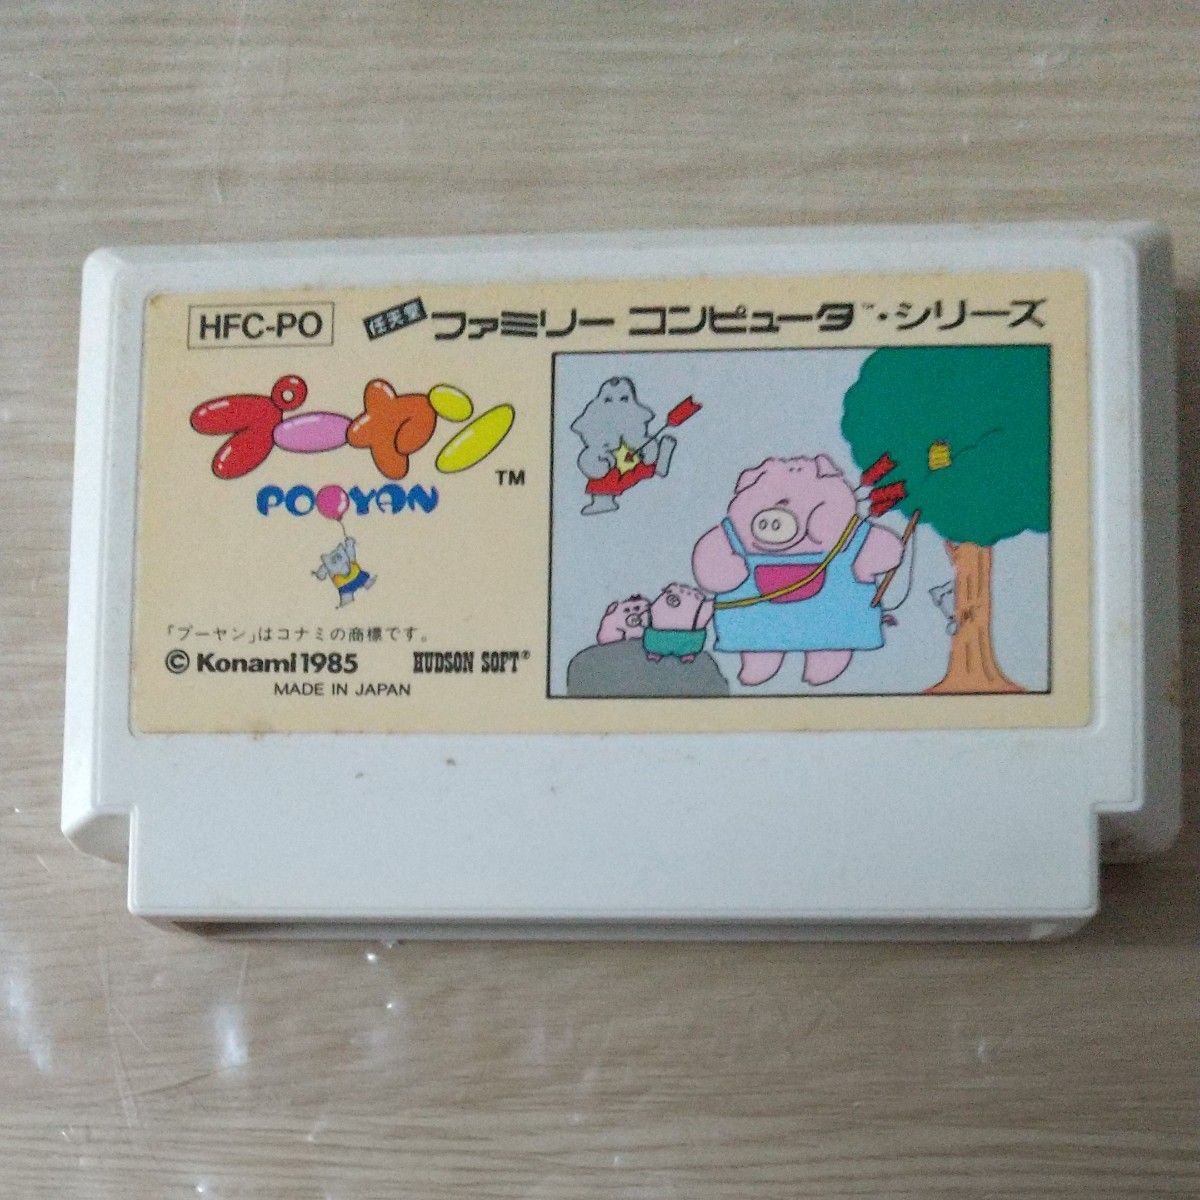 HFC-PO
任天堂 ファミリー コンピュータ™・シリーズ
プーヤン
TM
POOYAN
「プーヤン」はコナミの商標です。
© Konami 1985 HUDSON SOFT®
MADE IN JAPAN